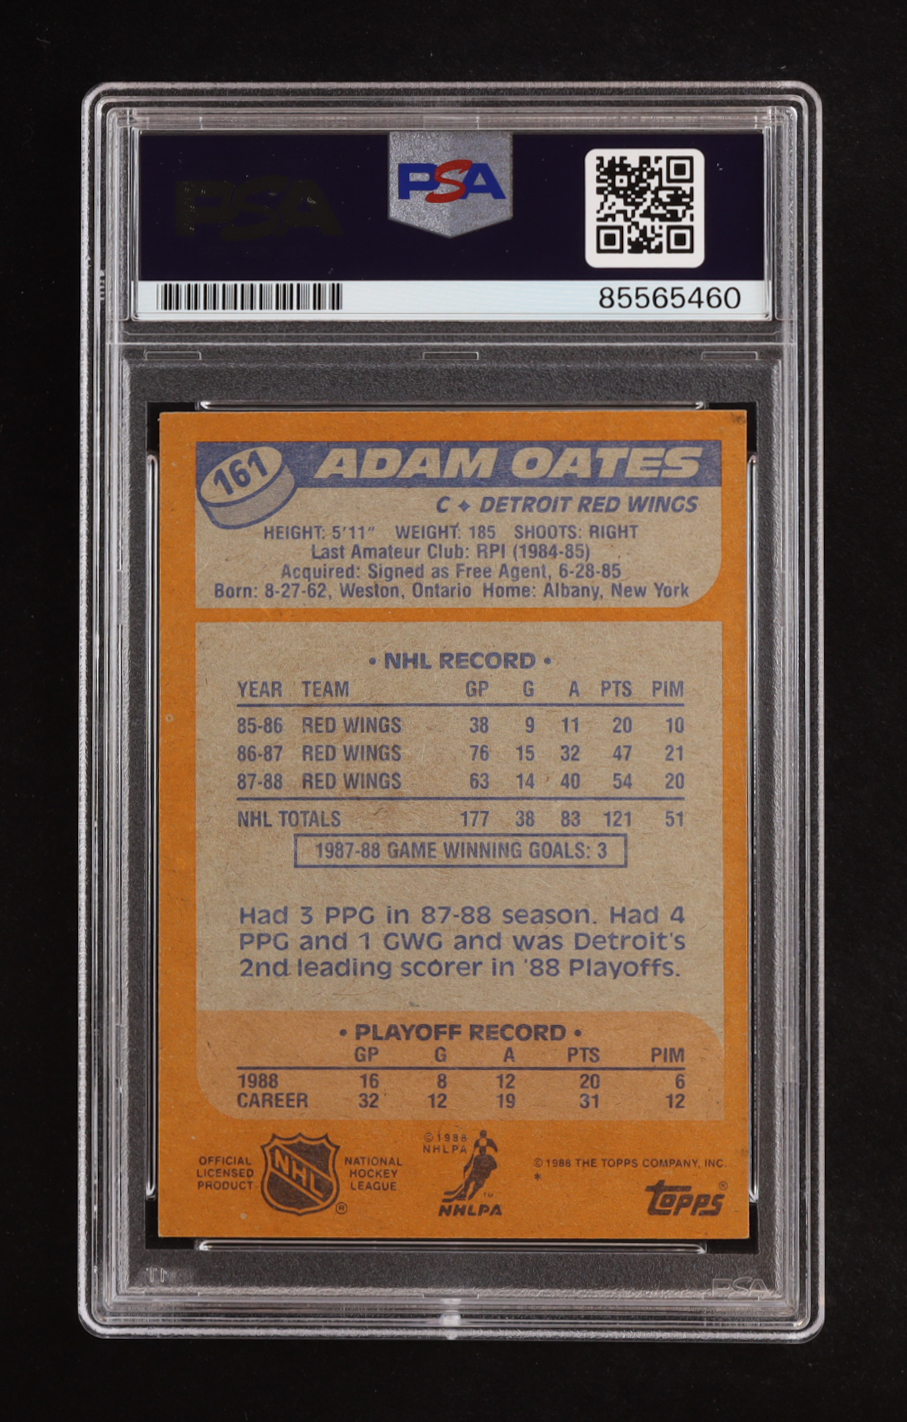 PSA
PSA
85565460
161
ADAM OATES
C ✦ DETROIT RED WINGS
HEIGHT: 5'11" WEIGHT: 185 SHOOTS: RIGHT
Last Amateur Club: RPI (1984-85)
Acquired: Signed as Free Agent, 6-28-85
Born: 8-27-62, Weston, Ontario Home: Albany, New York
• NHL RECORD •
YEAR TEAM GP G A PTS PIM
85-86 RED WINGS 38 9 11 20 10
86-87 RED WINGS 76 15 32 47 21
87-88 RED WINGS 63 14 40 54 20
NHL TOTALS 177 38 83 121 51
1987-88 GAME WINNING GOALS: 3
Had 3 PPG in 87-88 season. Had 4
PPG and 1 GWG and was Detroit's
2nd leading scorer in '88 Playoffs.
• PLAYOFF RECORD •
GP G A PTS PIM
1988 16 8 12 20 6
CAREER 32 12 19 31 12
OFFICIAL
LICENSED
PRODUCT
NHL
®
NATIONAL
HOCKEY
LEAGUE
©1988
NHLPA
™
NHLPA
©1988 THE TOPPS COMPANY, INC.
*
topps®
PSA